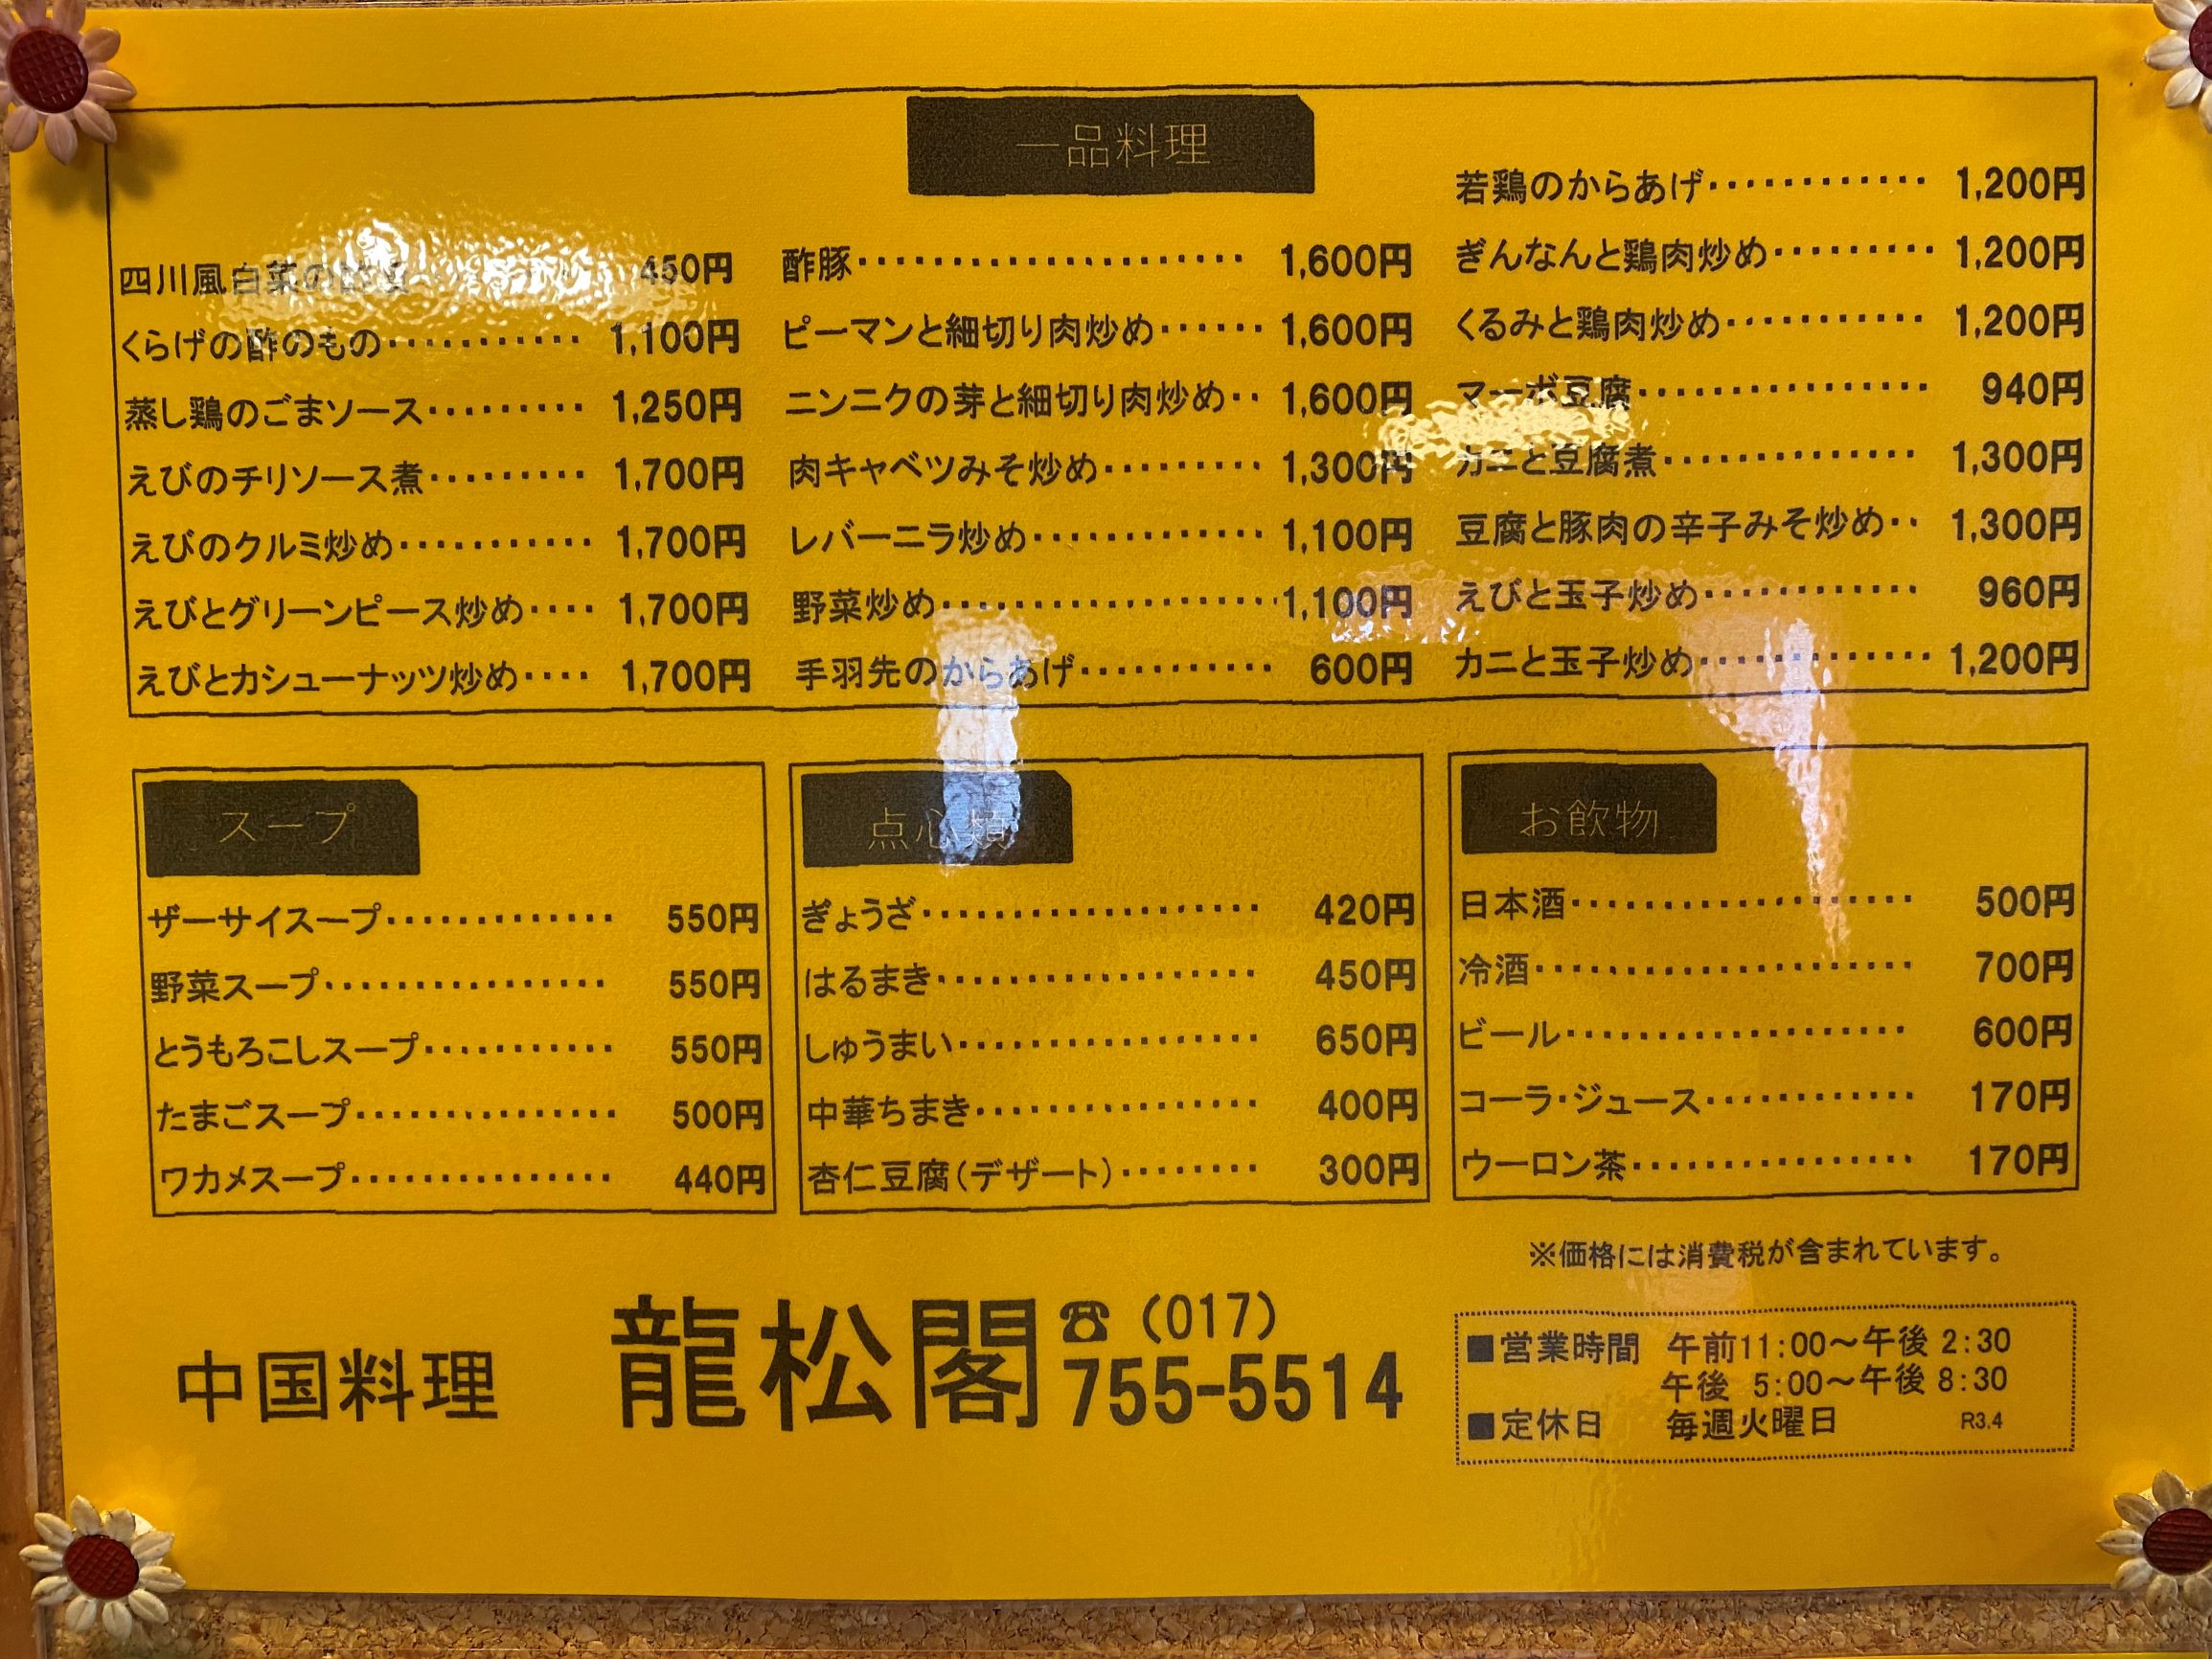 一品料理
四川風白菜の
450円
くらげの酢のもの・・・・・・・・・・・ 1,100円
蒸し鶏のごまソース・・・・・・・・・ 1,250円
えびのチリソース煮・・・・・・・・・ 1,700円
えびのクルミ炒め・・・・・・・・・・・ 1,700円
えびとグリーンピース炒め・・・・ 1,700円
えびとカシューナッツ炒め・・・・ 1,700円
酢豚・・・・・・・・・・・・・・・・・・・・・・ 1,600円
ピーマンと細切り肉炒め・・・・・・ 1,600円
ニンニクの芽と細切り肉炒め・・ 1,600円
肉キャベツみそ炒め・・・・・・・・・ 1,300円
レバーニラ炒め・・・・・・・・・・・・・ 1,100円
野菜炒め・・・・・・・・・・・・・・・・・・・1,100円
手羽先のからあげ・・・・・・・・・・・ 600円
若鶏のからあげ・・・・・・・・・・・・ 1,200円
ぎんなんと鶏肉炒め・・・・・・・・・ 1,200円
くるみと鶏肉炒め・・・・・・・・・・・ 1,200円
マーボ豆腐・・・・・・・・・・・・・・・・ 940円
カニと豆腐煮・・・・・・・・・・・・・・ 1,300円
豆腐と豚肉の辛子みそ炒め・・ 1,300円
えびと玉子炒め・・・・・・・・・・・・ 960円
カニと玉子炒め・・・・・・・・・・・・・ 1,200円
スープ
ザーサイスープ・・・・・・・・・・・・・ 550円
野菜スープ・・・・・・・・・・・・・・・・ 550円
とうもろこしスープ・・・・・・・・・・・ 550円
たまごスープ・・・・・・・・・・・・・・・ 500円
ワカメスープ・・・・・・・・・・・・・・・ 440円
点心類
ぎょうざ・・・・・・・・・・・・・・・・・・・ 420円
はるまき・・・・・・・・・・・・・・・・・・ 450円
しゅうまい・・・・・・・・・・・・・・・・・ 650円
中華ちまき・・・・・・・・・・・・・・・・ 400円
杏仁豆腐(デザート)・・・・・・・・ 300円
お飲物
日本酒・・・・・・・・・・・・・・・・・・・ 500円
冷酒・・・・・・・・・・・・・・・・・・・・・ 700円
ビール・・・・・・・・・・・・・・・・・・・ 600円
コーラ・ジュース・・・・・・・・・・・・ 170円
ウーロン茶・・・・・・・・・・・・・・・・ 170円
※価格には消費税が含まれています。
中国料理 龍松閣 ☎(017)
755-5514
■営業時間 午前11:00～午後 2:30
午後 5:00～午後 8:30
■定休日 毎週火曜日 R3.4